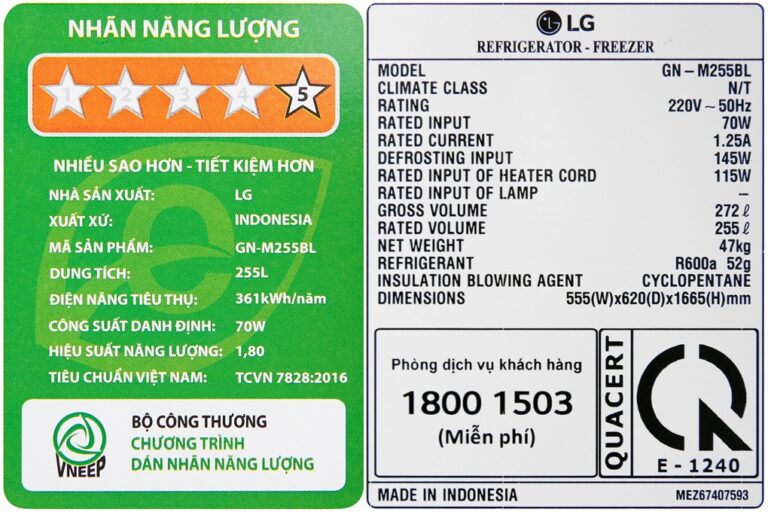 NHÃN NĂNG LƯỢNG
1 2 3 4 5
NHIỀU SAO HƠN - TIẾT KIỆM HƠN
NHÀ SẢN XUẤT: LG
XUẤT XỨ: INDONESIA
MÃ SẢN PHẨM: GN-M255BL
DUNG TÍCH: 255L
ĐIỆN NĂNG TIÊU THỤ: 361kWh/năm
CÔNG SUẤT DANH ĐỊNH: 70W
HIỆU SUẤT NĂNG LƯỢNG: 1,80
TIÊU CHUẨN VIỆT NAM: TCVN 7828:2016
VNEEP
BỘ CÔNG THƯƠNG
CHƯƠNG TRÌNH
DÁN NHÃN NĂNG LƯỢNG
LG
REFRIGERATOR - FREEZER
MODEL GN - M255BL
CLIMATE CLASS N/T
RATING 220V ~ 50Hz
RATED INPUT 70W
RATED CURRENT 1.25A
DEFROSTING INPUT 145W
RATED INPUT OF HEATER CORD 115W
RATED INPUT OF LAMP –
GROSS VOLUME 272 ℓ
RATED VOLUME 255 ℓ
NET WEIGHT 47kg
REFRIGERANT R600a 52g
INSULATION BLOWING AGENT CYCLOPENTANE
DIMENSIONS 555(W)x620(D)x1665(H)mm
Phòng dịch vụ khách hàng
1800 1503
(Miễn phí)
QUACERT
E - 1240
MADE IN INDONESIA MEZ67407593